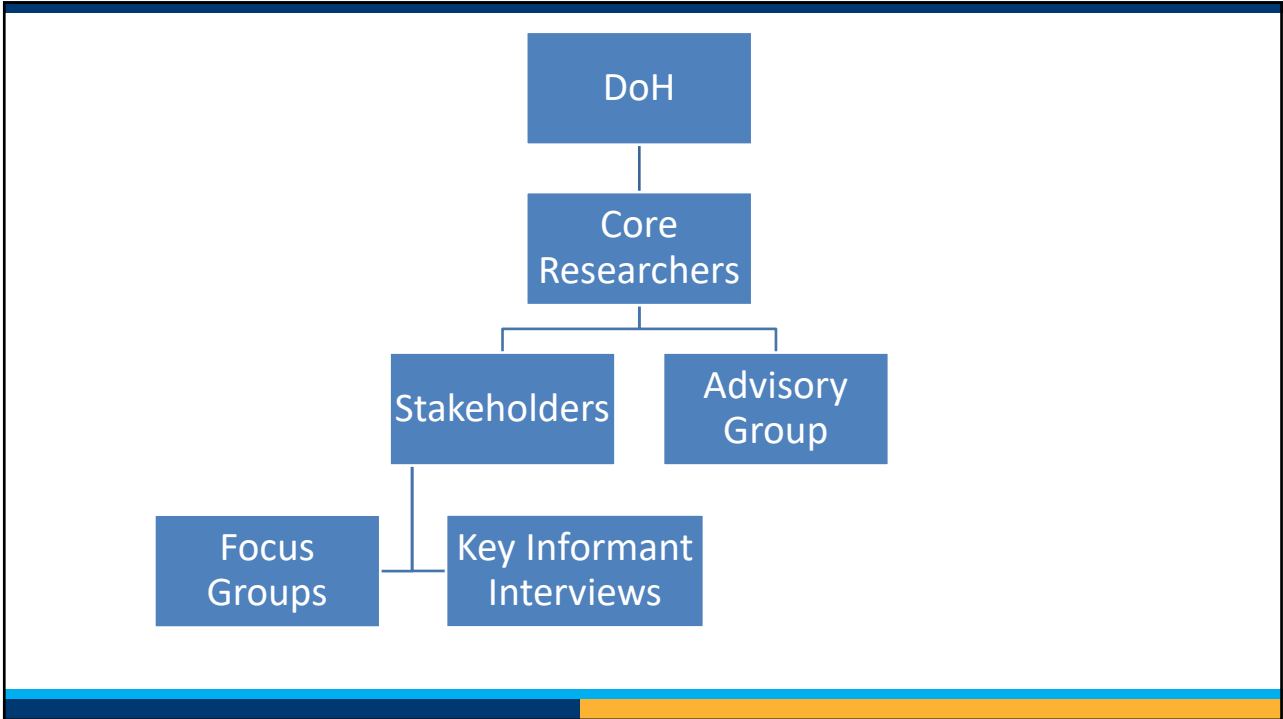 DoH
Core
Researchers
Stakeholders
Advisory
Group
Focus
Groups
Key Informant
Interviews